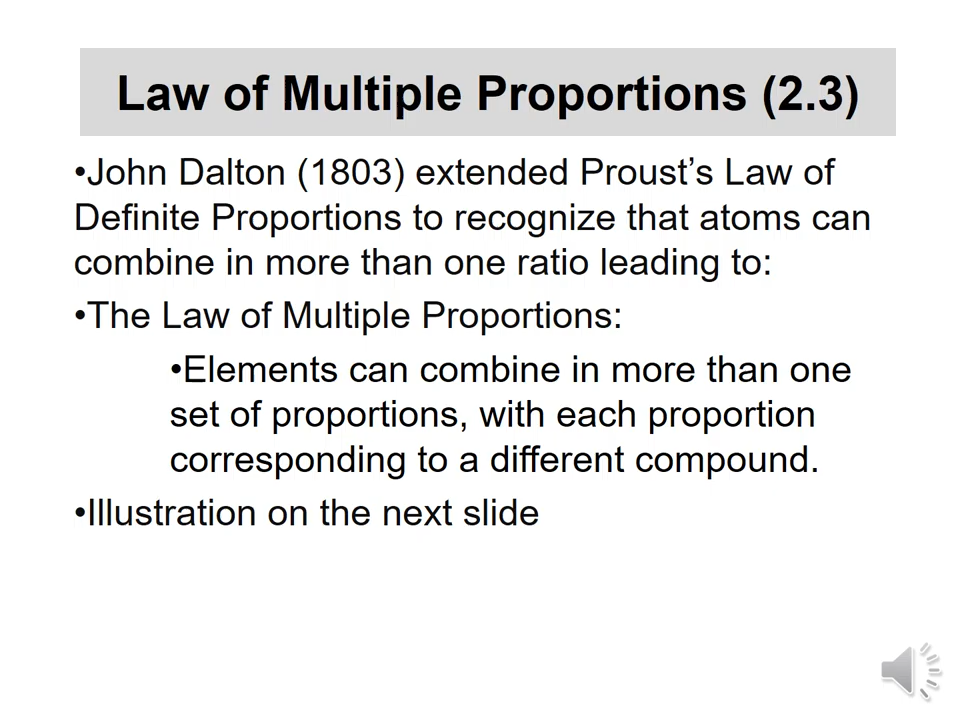 Law of Multiple Proportions (2.3)
•John Dalton (1803) extended Proust’s Law of
Definite Proportions to recognize that atoms can
combine in more than one ratio leading to:
•The Law of Multiple Proportions:
•Elements can combine in more than one
set of proportions, with each proportion
corresponding to a different compound.
•Illustration on the next slide